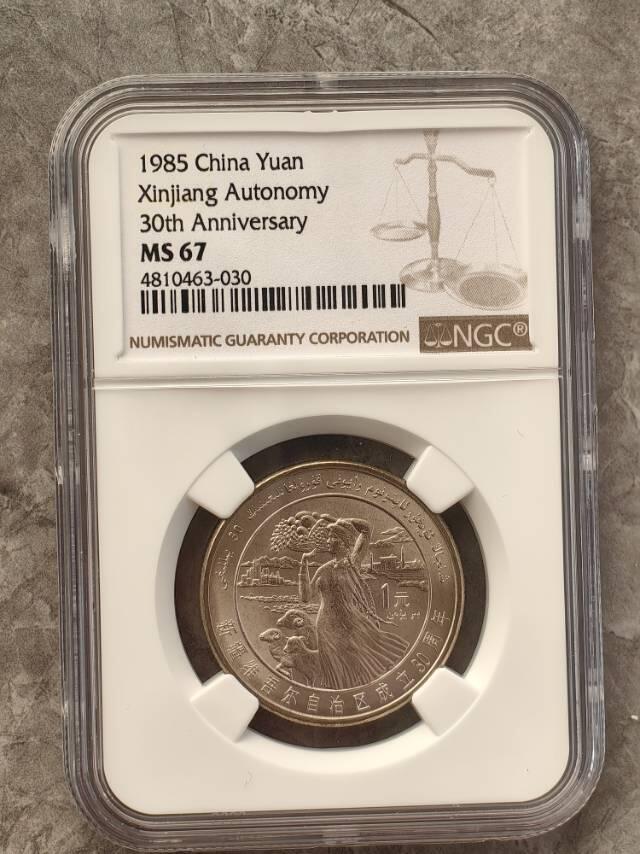 1985 China Yuan
Xinjiang Autonomy
30th Anniversary
MS 67
4810463-030
NUMISMATIC GUARANTY CORPORATION
NGC®
1元
新疆维吾尔自治区成立30周年